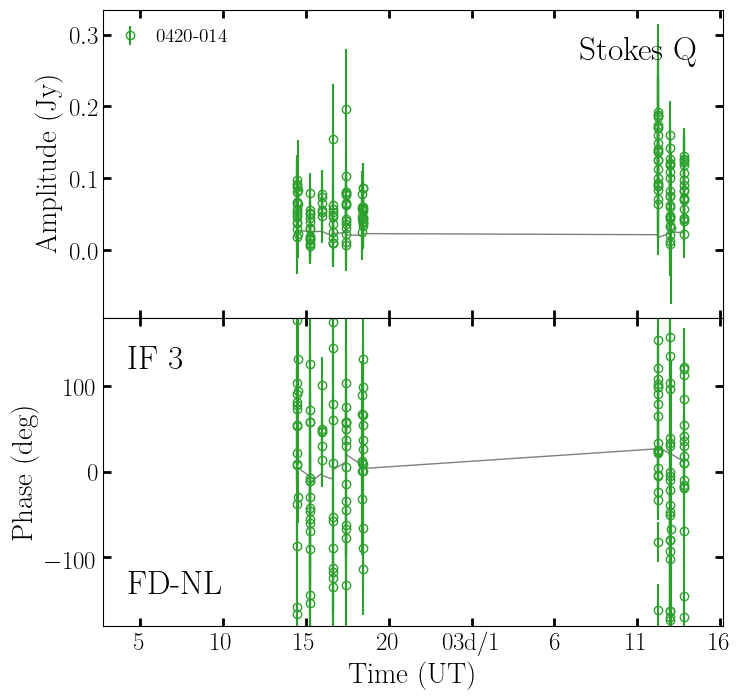 0420-014
Stokes Q
Amplitude (Jy)
0.3
0.2
0.1
0.0
IF 3
FD-NL
Phase (deg)
100
0
−100
5 10 15 20 03d/1 6 11 16
Time (UT)